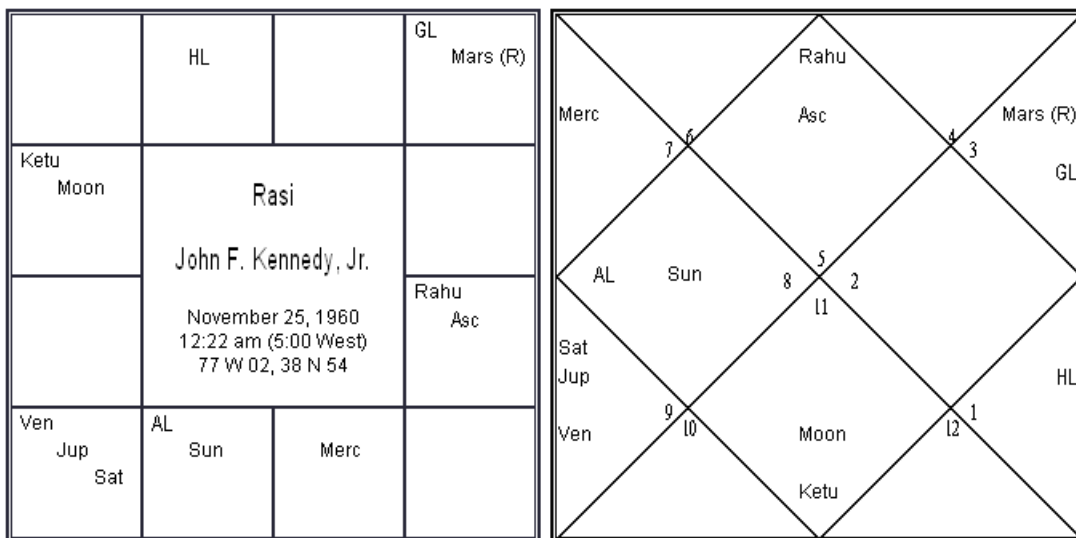 HL
GL
Mars (R)
Ketu
Moon
Rasi
John F. Kennedy, Jr.
November 25, 1960
12:22 am (5:00 West)
77 W 02, 38 N 54
Rahu
Asc
Ven
Jup
Sat
AL
Sun
Merc
Rahu
Asc
Merc
Mars (R)
GL
6
7
4
3
AL
Sun
5
8
2
11
Sat
Jup
Ven
HL
9
10
1
12
Moon
Ketu